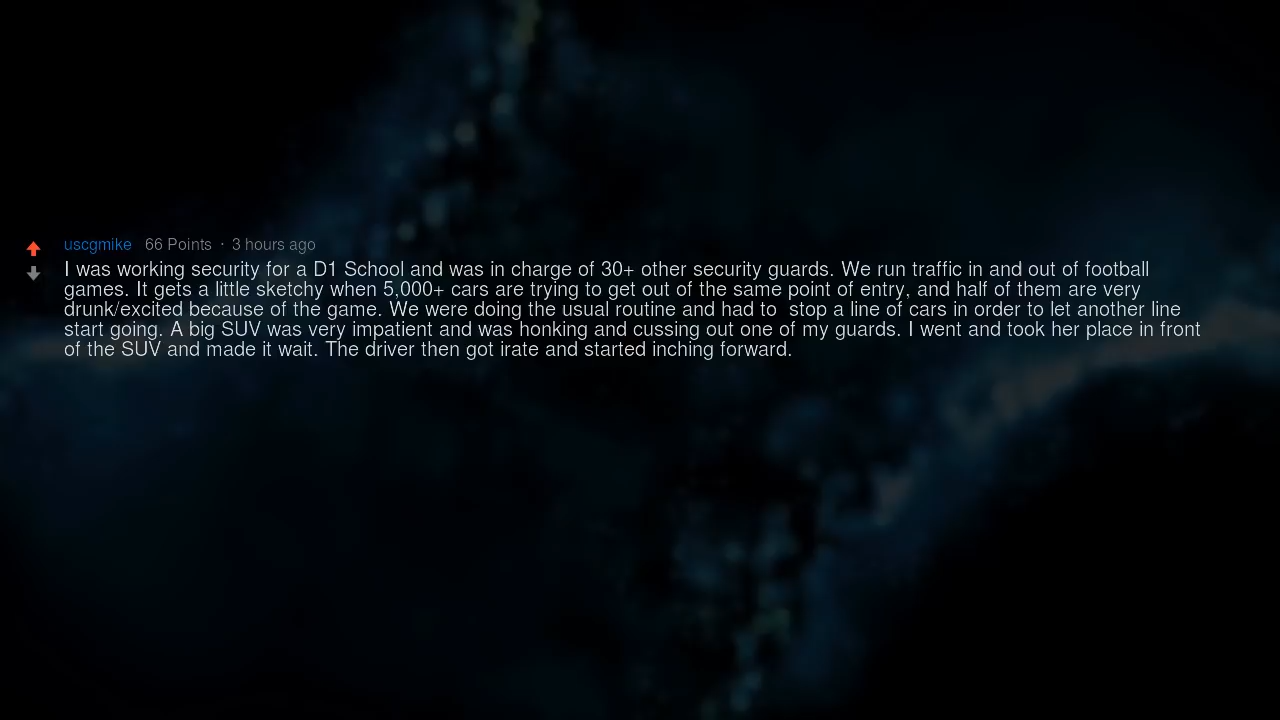 uscgmike 66 Points · 3 hours ago
I was working security for a D1 School and was in charge of 30+ other security guards. We run traffic in and out of football
games. It gets a little sketchy when 5,000+ cars are trying to get out of the same point of entry, and half of them are very
drunk/excited because of the game. We were doing the usual routine and had to  stop a line of cars in order to let another line
start going. A big SUV was very impatient and was honking and cussing out one of my guards. I went and took her place in front
of the SUV and made it wait. The driver then got irate and started inching forward.